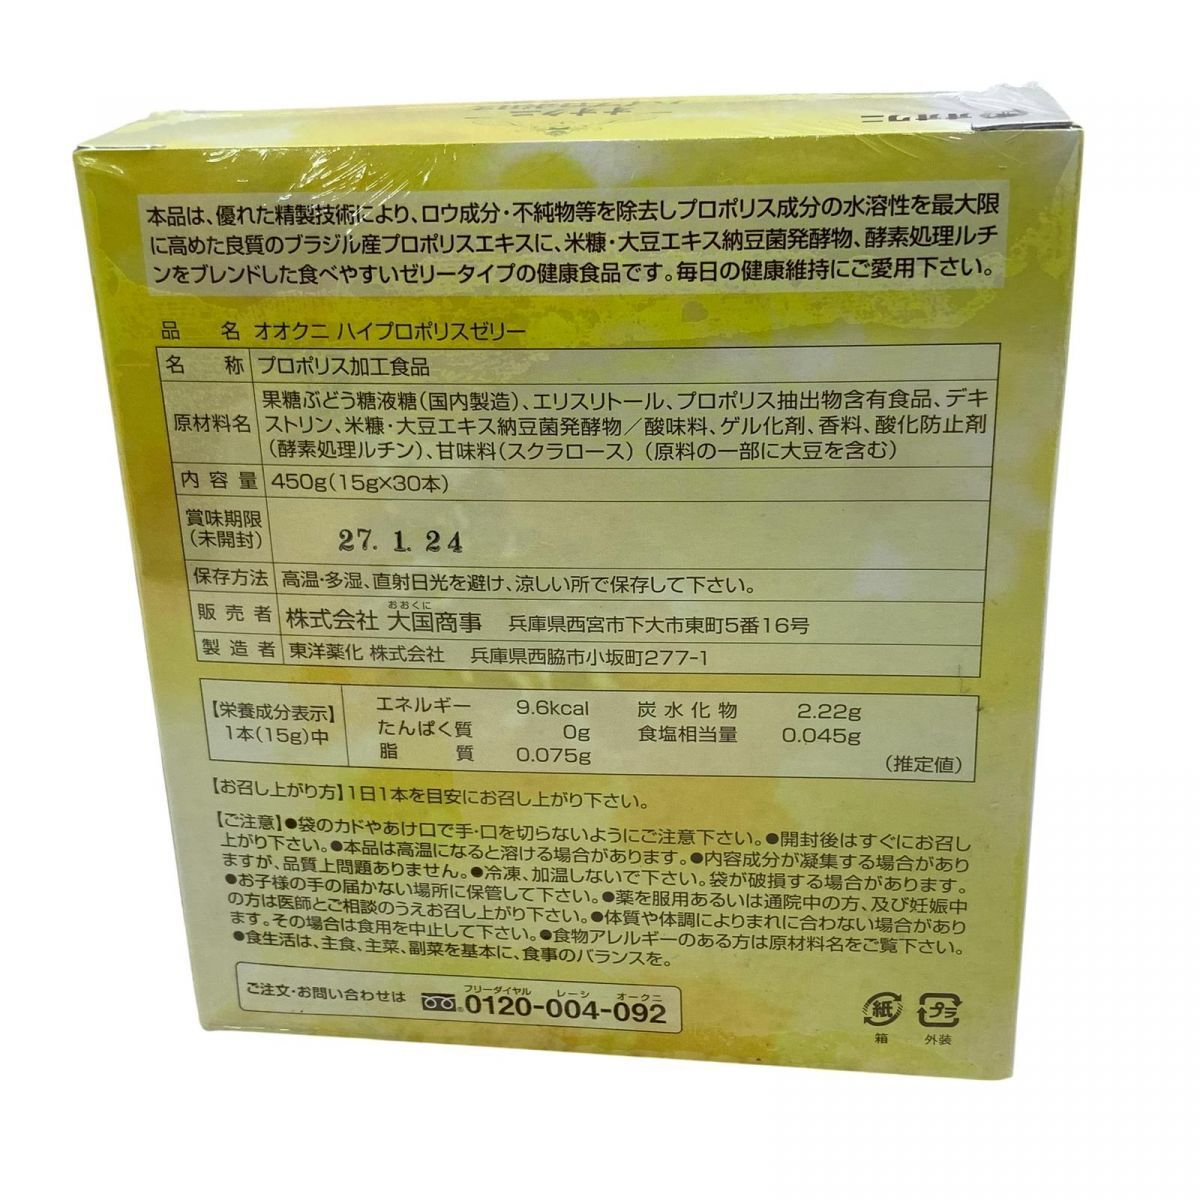 オオクニ
ハイプロポリス
オオクニ
本品は、優れた精製技術により、ロウ成分・不純物等を除去しプロポリス成分の水溶性を最大限
に高めた良質のブラジル産プロポリスエキスに、米糠・大豆エキス納豆菌発酵物、酵素処理ルチ
ンをブレンドした食べやすいゼリータイプの健康食品です。毎日の健康維持にご愛用下さい。
品 名 オオクニ ハイプロポリスゼリー
名 称 プロポリス加工食品
原材料名 果糖ぶどう糖液糖(国内製造)、エリスリトール、プロポリス抽出物含有食品、デキ
ストリン、米糠・大豆エキス納豆菌発酵物/酸味料、ゲル化剤、香料、酸化防止剤
(酵素処理ルチン)、甘味料(スクラロース) (原料の一部に大豆を含む)
内 容 量 450g(15g×30本)
賞味期限
(未開封) 27. 1. 24
保存方法 高温・多湿、直射日光を避け、涼しい所で保存して下さい。
おおくに
販 売 者 株式会社 大国商事 兵庫県西宮市下大市東町5番16号
製 造 者 東洋薬化 株式会社 兵庫県西脇市小坂町277-1
【栄養成分表示】
1本(15g)中
エネルギー 9.6kcal 炭水化物 2.22g
たんぱく質 0g 食塩相当量 0.045g
脂 質 0.075g (推定値)
【お召し上がり方】1日1本を目安にお召し上がり下さい。
【ご注意】●袋のカドやあけ口で手・口を切らないようにご注意下さい。●開封後はすぐにお召し
上がり下さい。●本品は高温になると溶ける場合があります。●内容成分が凝集する場合があり
ますが、品質上問題ありません。●冷凍、加温しないで下さい。袋が破損する場合があります。
●お子様の手の届かない場所に保管して下さい。●薬を服用あるいは通院中の方、及び妊娠中
の方は医師とご相談のうえお召し上がり下さい。●体質や体調によりまれに合わない場合があり
ます。その場合は食用を中止して下さい。●食物アレルギーのある方は原材料名をご覧下さい。
●食生活は、主食、主菜、副菜を基本に、食事のバランスを。
フリーダイヤル レーシ オークニ
ご注文・お問い合わせは 0120-004-092
紙
箱
プラ
外装